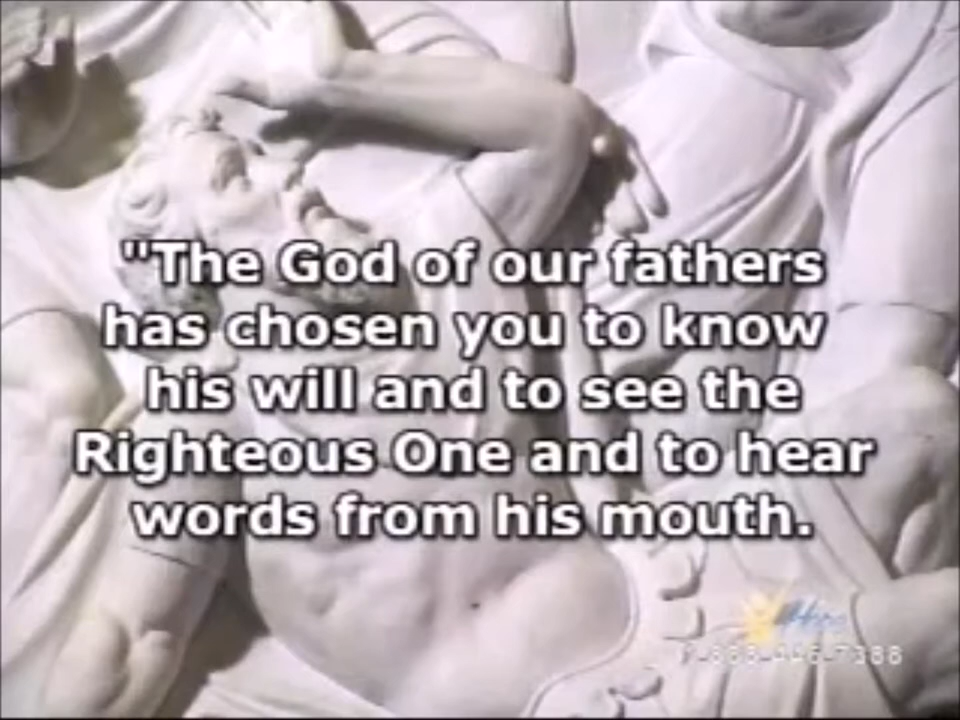 "The God of our fathers
has chosen you to know
his will and to see the
Righteous One and to hear
words from his mouth.